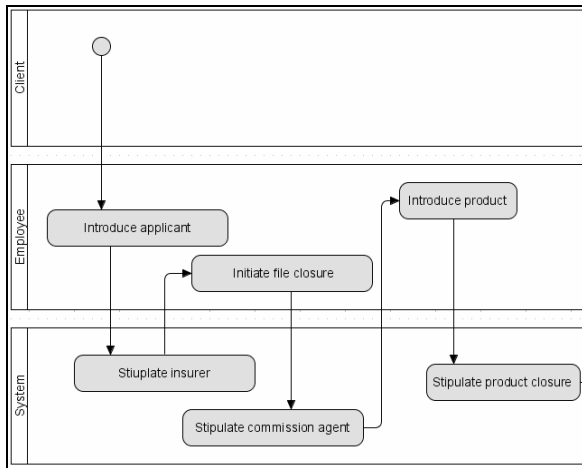 Client
Employee
Introduce product
Introduce applicant
Initiate file closure
System
Stiuplate insurer
Stipulate product closure
Stipulate commission agent